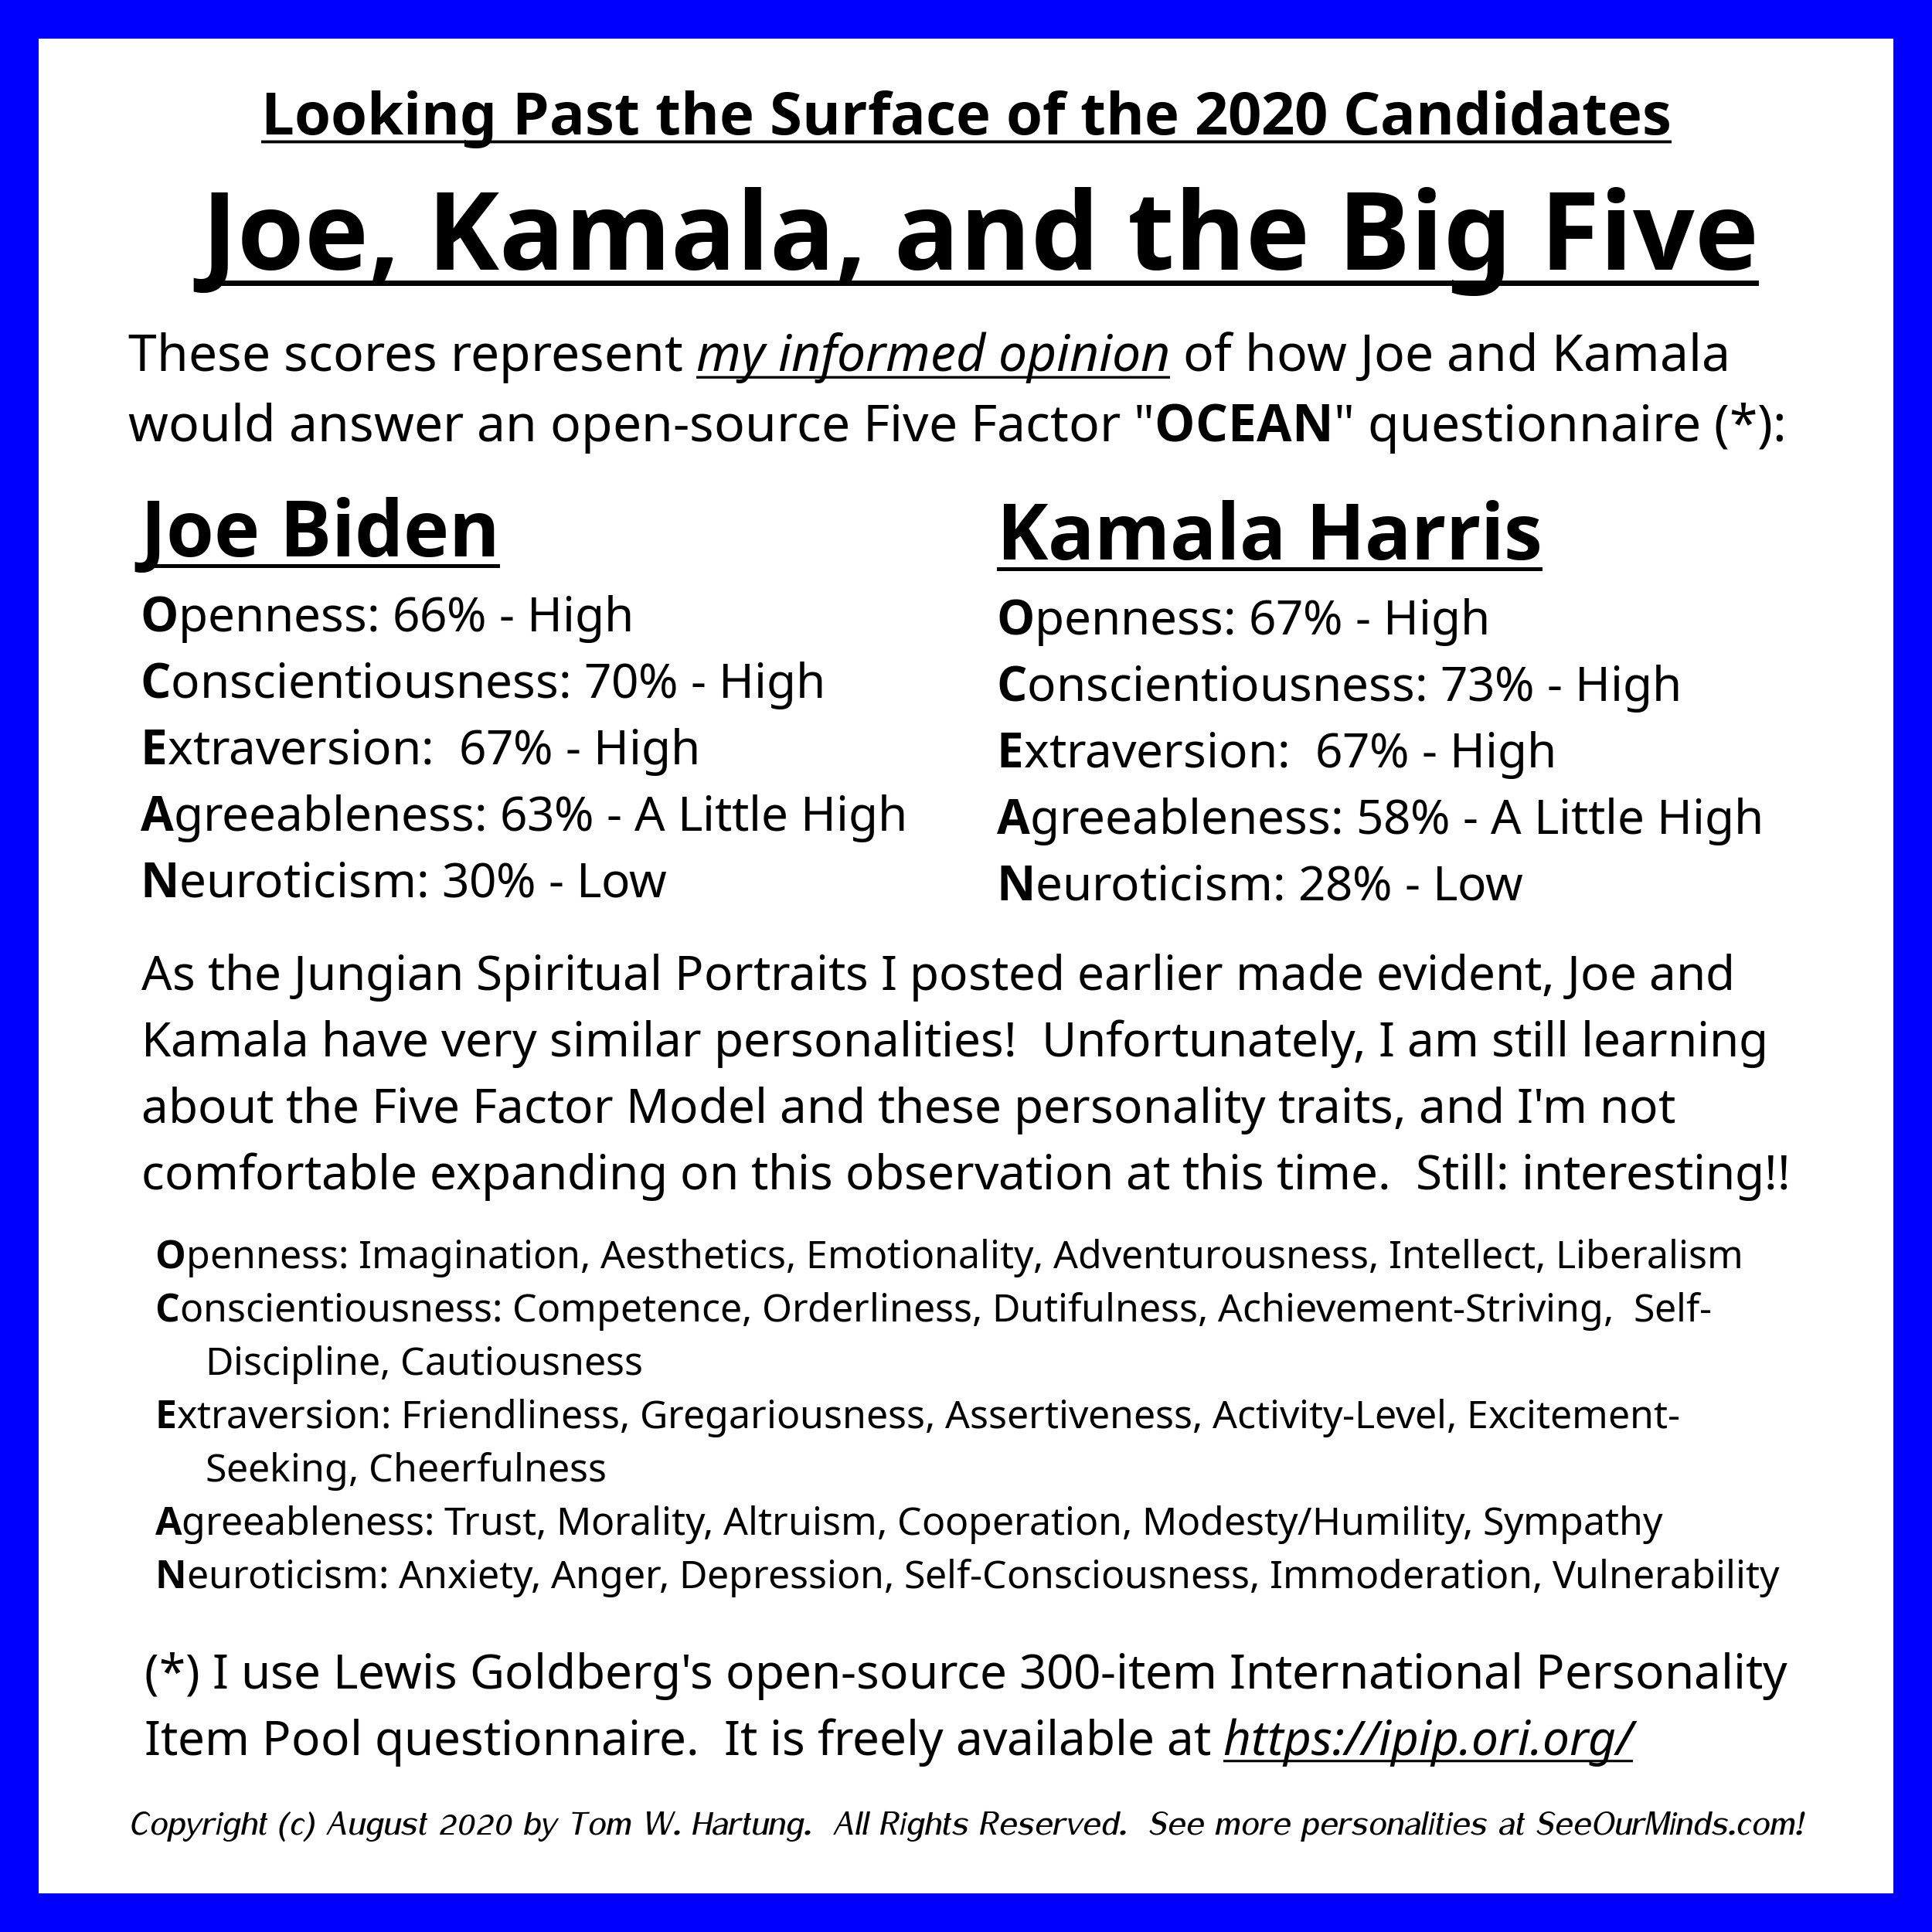 Looking Past the Surface of the 2020 Candidates
Joe, Kamala, and the Big Five
These scores represent my informed opinion of how Joe and Kamala
would answer an open-source Five Factor "OCEAN" questionnaire (*):
Joe Biden
Openness: 66% - High
Conscientiousness: 70% - High
Extraversion:  67% - High
Agreeableness: 63% - A Little High
Neuroticism: 30% - Low
Kamala Harris
Openness: 67% - High
Conscientiousness: 73% - High
Extraversion:  67% - High
Agreeableness: 58% - A Little High
Neuroticism: 28% - Low
As the Jungian Spiritual Portraits I posted earlier made evident, Joe and
Kamala have very similar personalities!  Unfortunately, I am still learning
about the Five Factor Model and these personality traits, and I'm not
comfortable expanding on this observation at this time.  Still: interesting!!
Openness: Imagination, Aesthetics, Emotionality, Adventurousness, Intellect, Liberalism
Conscientiousness: Competence, Orderliness, Dutifulness, Achievement-Striving,  Self-
Discipline, Cautiousness
Extraversion: Friendliness, Gregariousness, Assertiveness, Activity-Level, Excitement-
Seeking, Cheerfulness
Agreeableness: Trust, Morality, Altruism, Cooperation, Modesty/Humility, Sympathy
Neuroticism: Anxiety, Anger, Depression, Self-Consciousness, Immoderation, Vulnerability
(*) I use Lewis Goldberg's open-source 300-item International Personality
Item Pool questionnaire.  It is freely available at https://ipip.ori.org/
Copyright (c) August 2020 by Tom W. Hartung.  All Rights Reserved.  See more personalities at SeeOurMinds.com!